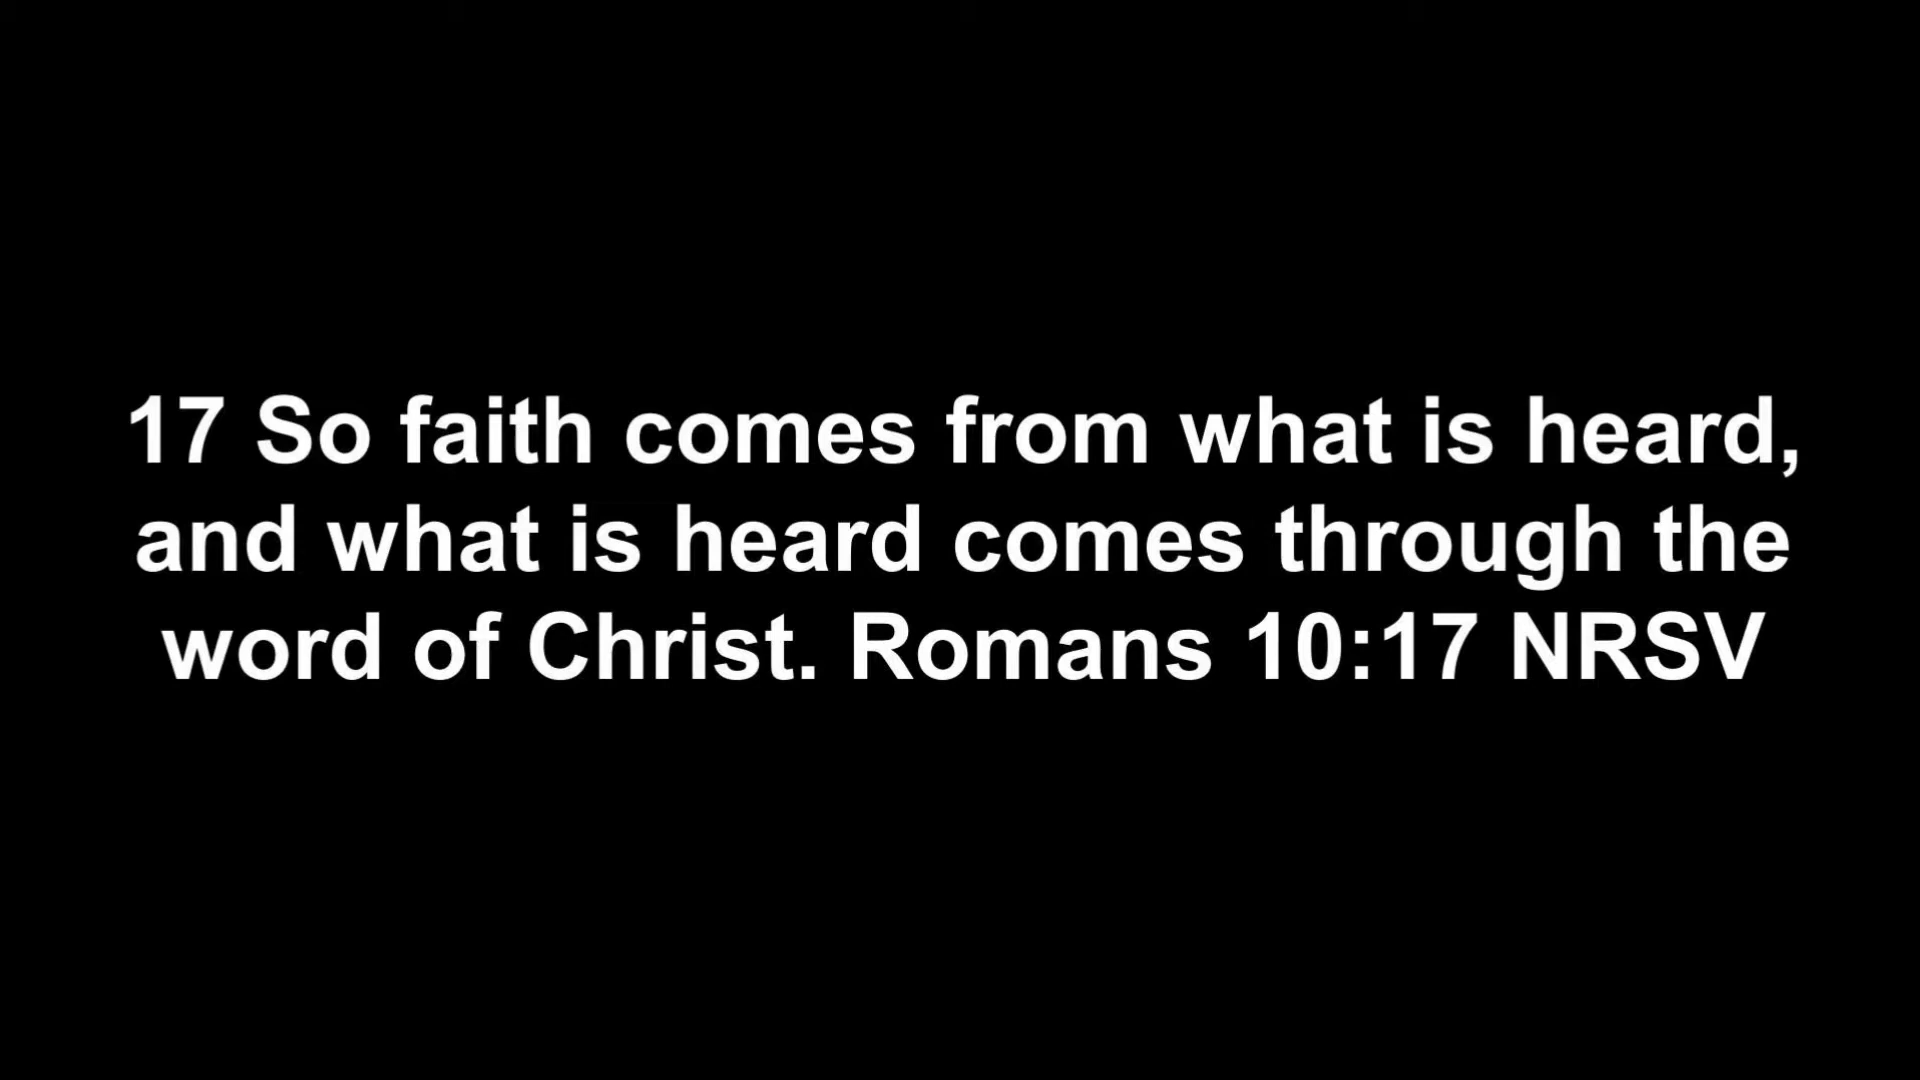 17 So faith comes from what is heard,
and what is heard comes through the
word of Christ. Romans 10:17 NRSV